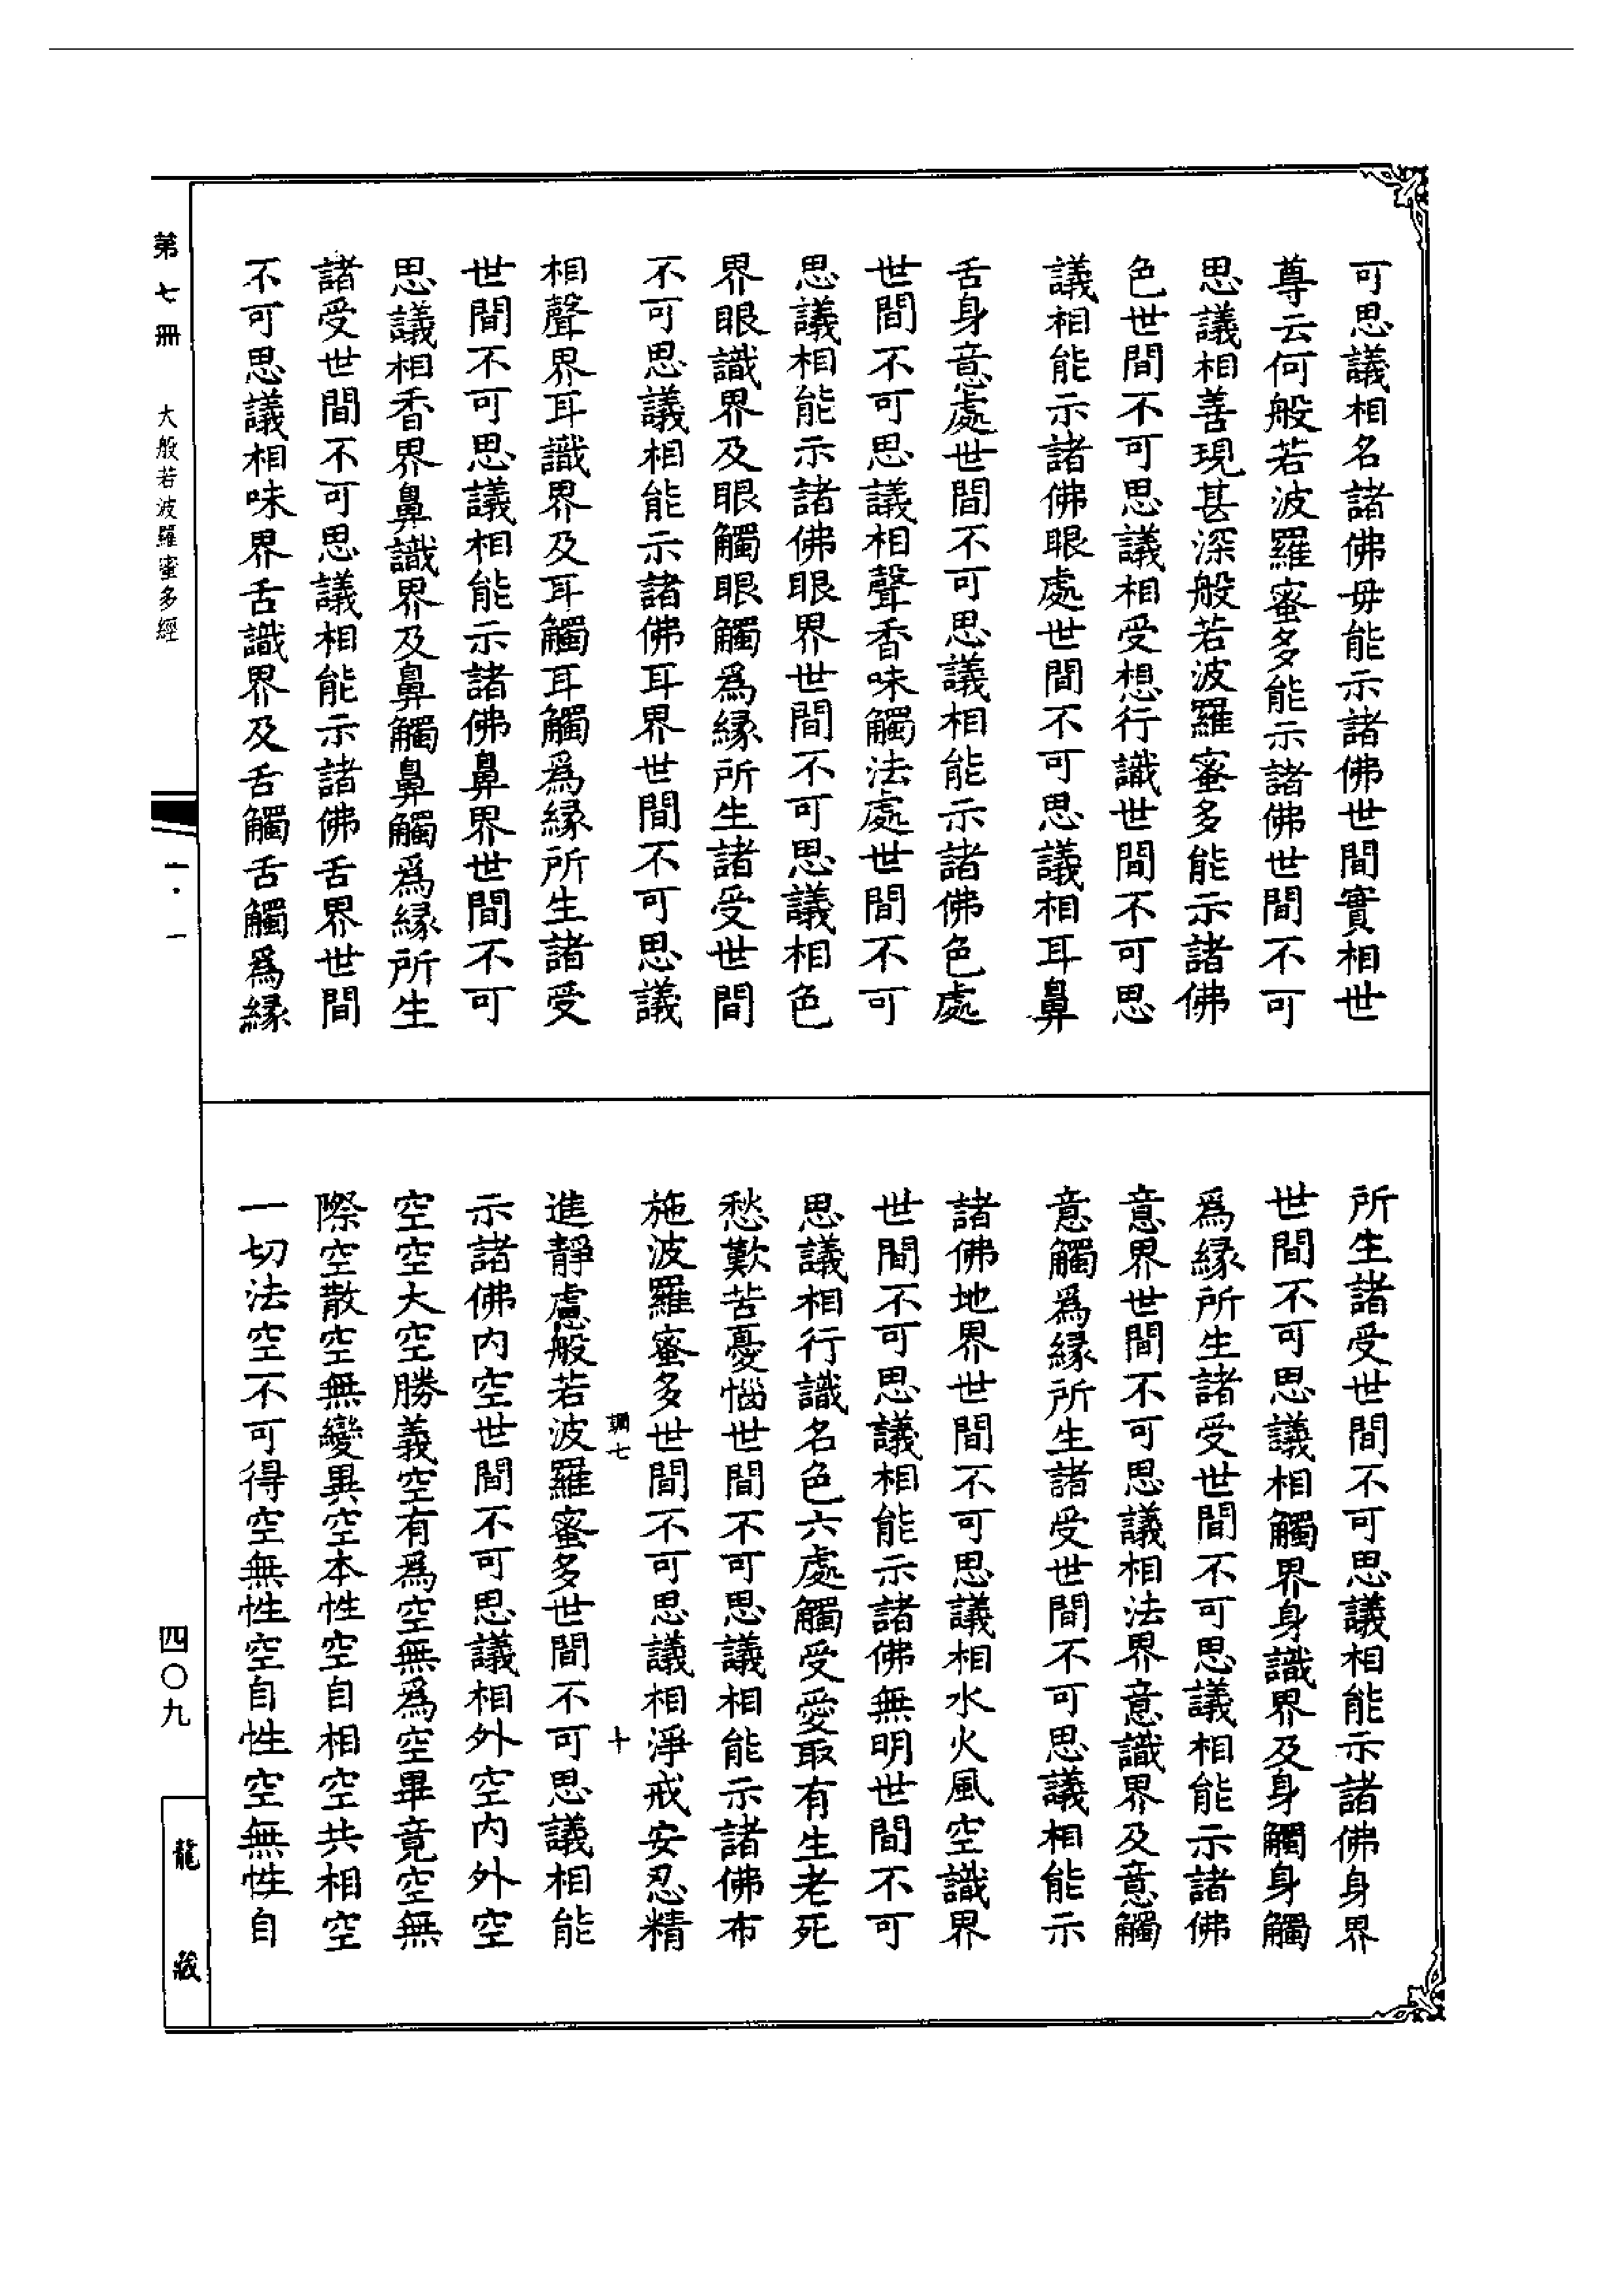 可思議相名諸佛毋能示諸佛世間實相世
尊云何般若波羅蜜多能示諸佛世間不可
思議相善現甚深般若波羅蜜多能示諸佛
色世間不可思議相受想行識世間不可思
議相能示諸佛眼處世間不可思議相耳鼻
舌身意處世間不可思議相能示諸佛色處
世間不可思議相聲香味觸法處世間不可
思議相能示諸佛眼界世間不可思議相色
界眼識界及眼觸眼觸爲緣所生諸受世間
不可思議相能示諸佛耳界世間不可思議
相聲界耳識界及耳觸耳觸爲緣所生諸受
世間不可思議相能示諸佛鼻界世間不可
思議相香界鼻識界及鼻觸鼻觸爲緣所生
諸受世間不可思議相能示諸佛舌界世間
不可思議相味界舌識界及舌觸舌觸爲緣
所生諸受世間不可思議相能示諸佛身界
世間不可思議相觸界身識界及身觸身觸
爲緣所生諸受世間不可思議相能示諸佛
意界世間不可思議相法界意識界及意觸
意觸爲緣所生諸受世間不可思議相能示
諸佛地界世間不可思議相水火風空識界
世間不可思議相能示諸佛無明世間不可
思議相行識名色六處觸受愛取有生老死
愁歎苦憂惱世間不可思議相能示諸佛布
施波羅蜜多世間不可思議相淨戒安忍精
調七 十
進靜慮般若波羅蜜多世間不可思議相能
示諸佛内空世間不可思議相外空内外空
空空大空勝義空有爲空無爲空畢竟空無
際空散空無變異空本性空自相空共相空
一切法空不可得空無性空自性空無性自
第七冊 大般若波羅蜜多經
一·一
四〇九
龍藏